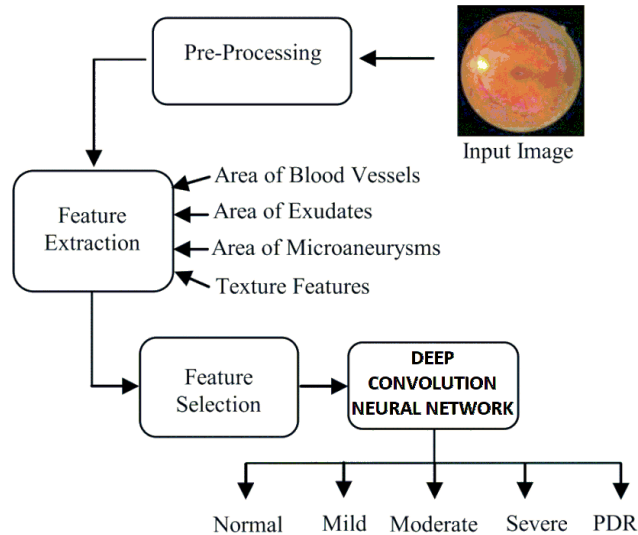 Pre-Processing
Input Image
Feature
Extraction
Area of Blood Vessels
Area of Exudates
Area of Microaneurysms
Texture Features
Feature
Selection
DEEP
CONVOLUTION
NEURAL NETWORK
Normal Mild Moderate Severe PDR